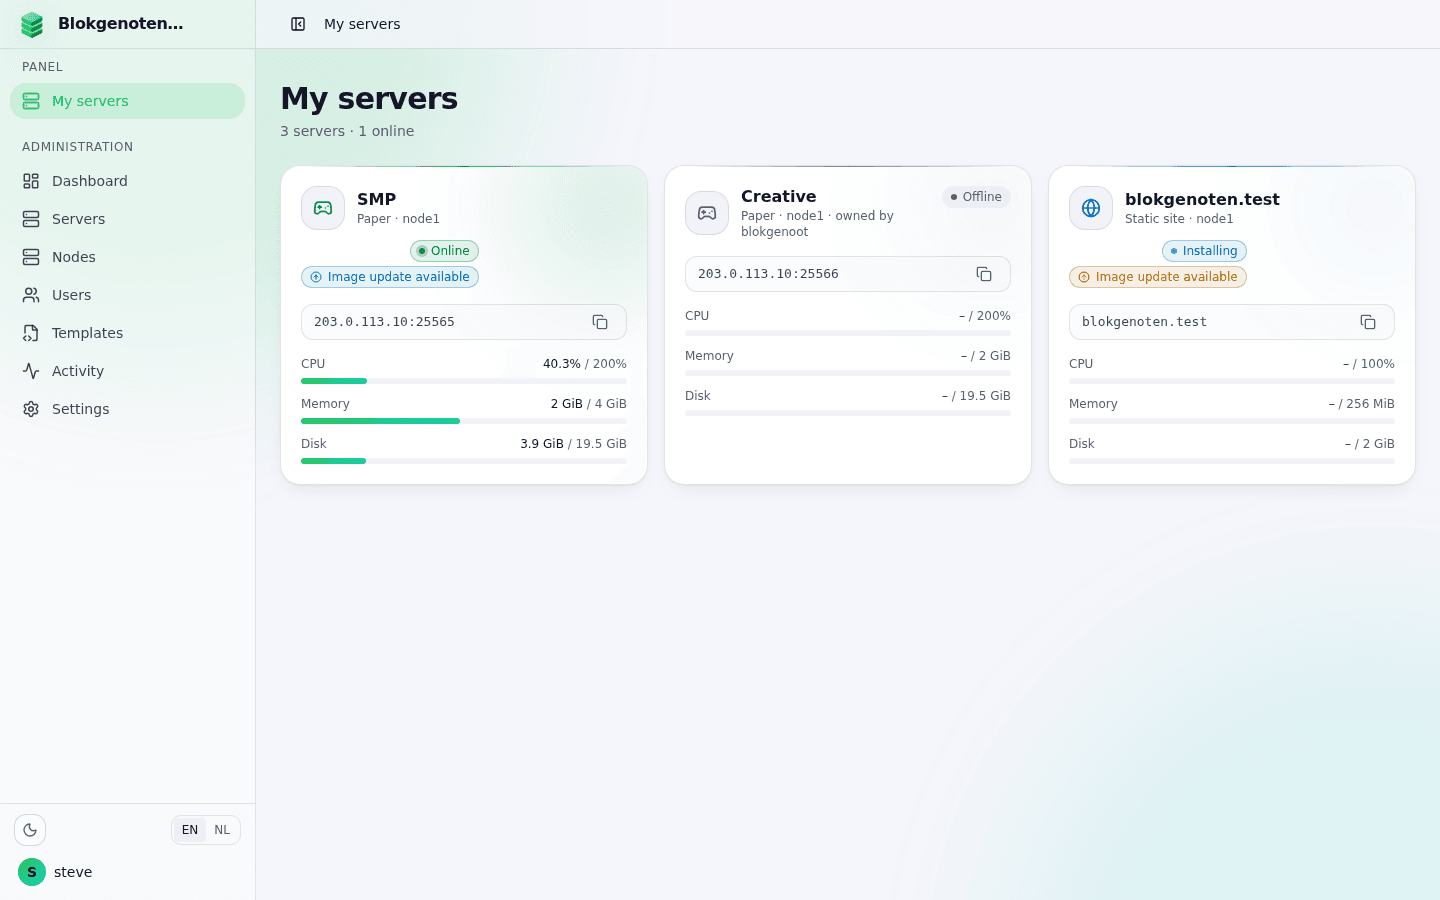 Blokgenoten...
My servers
PANEL
My servers
ADMINISTRATION
Dashboard
Servers
Nodes
Users
Templates
Activity
Settings
EN NL
S steve
My servers
3 servers · 1 online
SMP
Paper · node1
Online
Image update available
203.0.113.10:25565
CPU 40.3% / 200%
Memory 2 GiB / 4 GiB
Disk 3.9 GiB / 19.5 GiB
Creative
Offline
Paper · node1 · owned by
blokgenoot
203.0.113.10:25566
CPU – / 200%
Memory – / 2 GiB
Disk – / 19.5 GiB
blokgenoten.test
Static site · node1
Installing
Image update available
blokgenoten.test
CPU – / 100%
Memory – / 256 MiB
Disk – / 2 GiB